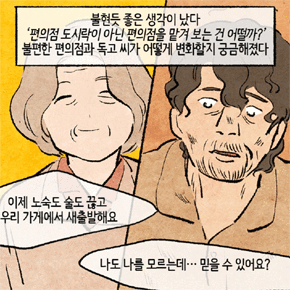 불현듯 좋은 생각이 났다
‘편의점 도시락이 아닌 편의점을 맡겨 보는 건 어떨까?’
불편한 편의점과 독고 씨가 어떻게 변화할지 궁금해졌다
이제 노숙도 술도 끊고
우리 가게에서 새출발해요
나도 나를 모르는데… 믿을 수 있어요?